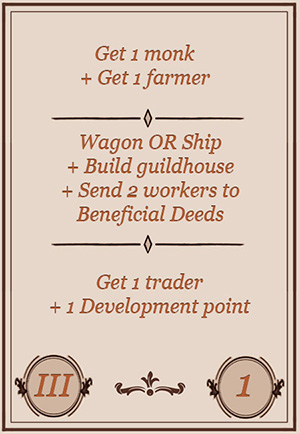 Get 1 monk
+ Get 1 farmer
Wagon OR Ship
+ Build guildhouse
+ Send 2 workers to
Beneficial Deeds
Get 1 trader
+ 1 Development point
III 1